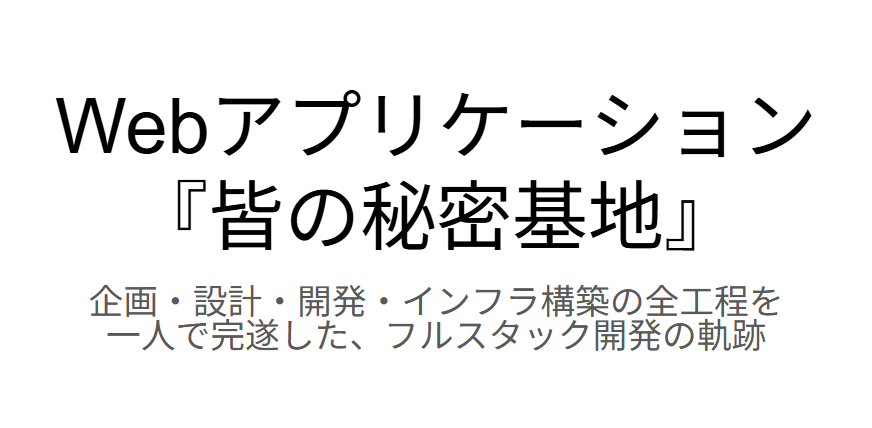 Webアプリケーション
『皆の秘密基地』
企画・設計・開発・インフラ構築の全工程を
一人で完遂した、フルスタック開発の軌跡